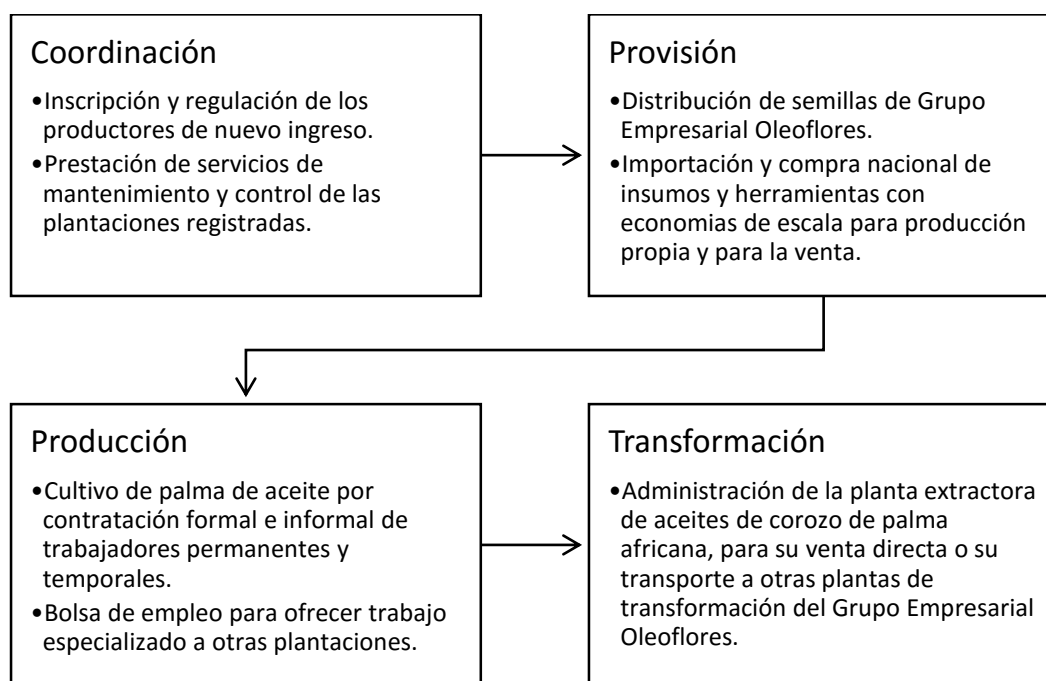 Coordinación
•Inscripción y regulación de los
productores de nuevo ingreso.
•Prestación de servicios de
mantenimiento y control de las
plantaciones registradas.
Provisión
•Distribución de semillas de Grupo
Empresarial Oleoflores.
•Importación y compra nacional de
insumos y herramientas con
economias de escala para producción
propia y para la venta.
Producción
•Cultivo de palma de aceite por
contratación formal e informal de
trabajadores permanentes y
temporales.
•Bolsa de empleo para ofrecer trabajo
especializado a otras plantaciones.
Transformación
•Administración de la planta extractora
de aceites de corozo de palma
africana, para su venta directa o su
transporte a otras plantas de
transformación del Grupo Empresarial
Oleoflores.